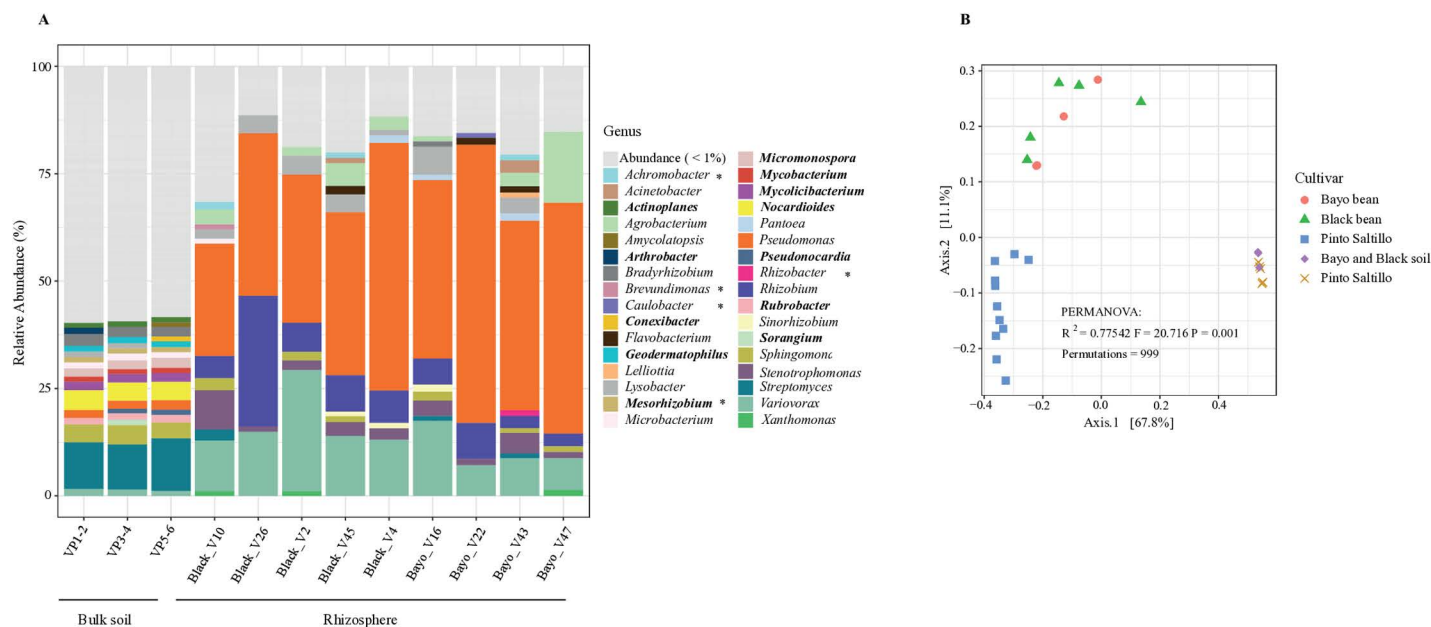 A
Relative Abundance (%)
100
75
50
25
0
VP1-2
VP3-4
VP5-6
Black_V10
Black_V26
Black_V2
Black_V45
Black_V4
Bayo_V16
Bayo_V22
Bayo_V43
Bayo_V47
Bulk soil
Rhizosphere
Genus
Abundance ( < 1%)
Achromobacter *
Acinetobacter
Actinoplanes
Agrobacterium
Amycolatopsis
Arthrobacter
Bradyrhizobium
Brevundimonas *
Caulobacter *
Conexibacter
Flavobacterium
Geodermatophilus
Lelliottia
Lysobacter
Mesorhizobium *
Microbacterium
Micromonospora
Mycobacterium
Mycolicibacterium
Nocardioides
Pantoea
Pseudomonas
Pseudonocardia
Rhizobacter *
Rhizobium
Rubrobacter
Sinorhizobium
Sorangium
Sphingomonc
Stenotrophomonas
Streptomyces
Variovorax
Xanthomonas
B
Axis.2 [11.1%]
0.3
0.2
0.1
0.0
−0.1
−0.2
−0.4
−0.2
0.0
0.2
0.4
Axis.1 [67.8%]
PERMANOVA:
R 2 = 0.77542 F = 20.716 P = 0.001
Permutations = 999
Cultivar
Bayo bean
Black bean
Pinto Saltillo
Bayo and Black soil
Pinto Saltillo